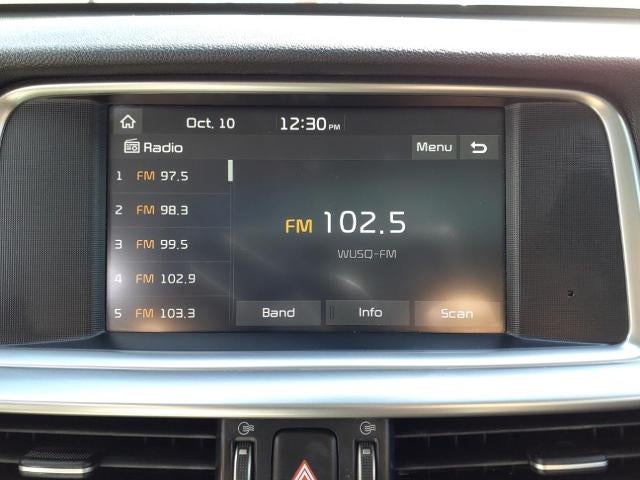 Oct. 10 12:30 PM
Radio Menu
1 FM 97.5
2 FM 98.3
3 FM 99.5
4 FM 102.9
5 FM 103.3
FM 102.5
WUSQ-FM
Band Info Scan